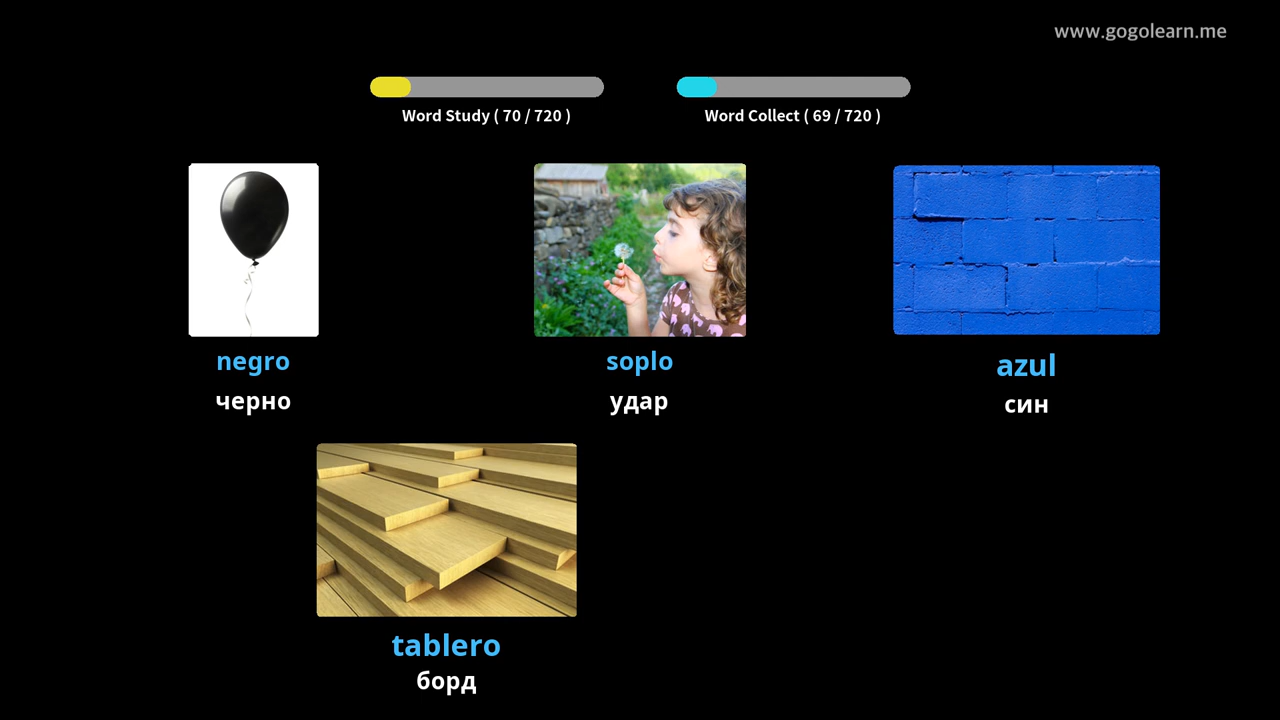 www.gogolearn.me
Word Study ( 70 / 720 )
Word Collect ( 69 / 720 )
negro
черно
soplo
удар
azul
син
tablero
борд